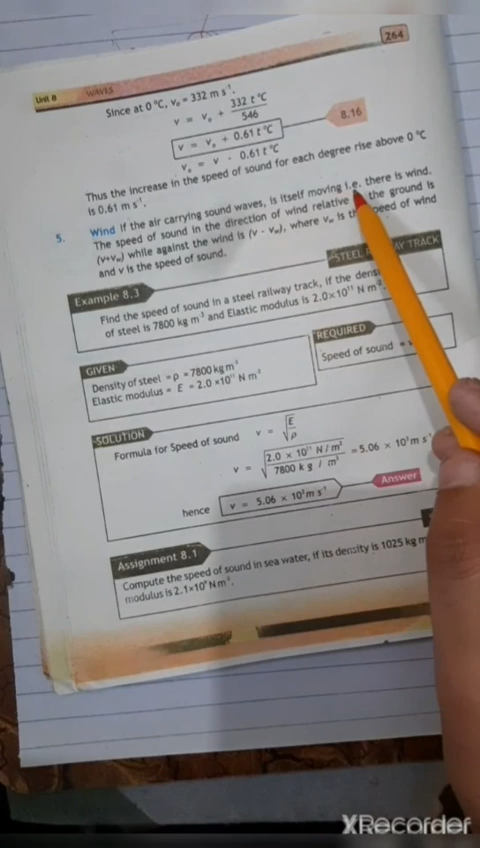 264
Unit 8 WAVES
Since at 0 °C, v₀ = 332 m s⁻¹.
v = v₀ + 332 t °C / 546
v = v₀ + 0.61 t °C
8.16
v₀ = v - 0.61 t °C
Thus the increase in the speed of sound for each degree rise above 0 °C
is 0.61 m s⁻¹.
5. Wind If the air carrying sound waves, is itself moving i.e. there is wind.
The speed of sound in the direction of wind relative the ground is
(v+vw) while against the wind is (v - vw), where vw is speed of wind
and v is the speed of sound.
Example 8.3 STEEL TRACK
Find the speed of sound in a steel railway track, if the
of steel is 7800 kg m⁻³ and Elastic modulus is 2.0×10¹¹ N m⁻².
GIVEN
Density of steel = ρ = 7800 kg m⁻³
Elastic modulus = E = 2.0 ×10¹¹ N m⁻²
REQUIRED
Speed of sound =
SOLUTION
Formula for Speed of sound v = √E/ρ
v = √2.0 × 10¹¹ N / m² / 7800 k g / m³ = 5.06 × 10³ m s⁻¹
hence v = 5.06 × 10³ m s⁻¹
Answer
Assignment 8.1
Compute the speed of sound in sea water, if its density is 1025 kg
modulus is 2.1×10⁹ N m⁻².
XRecorder